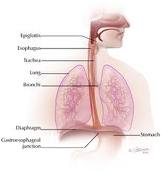 Epiglottis
Esophagus
Trachea
Lung
Bronchi
Diaphragm
Gastroesophageal
junction
Stomach